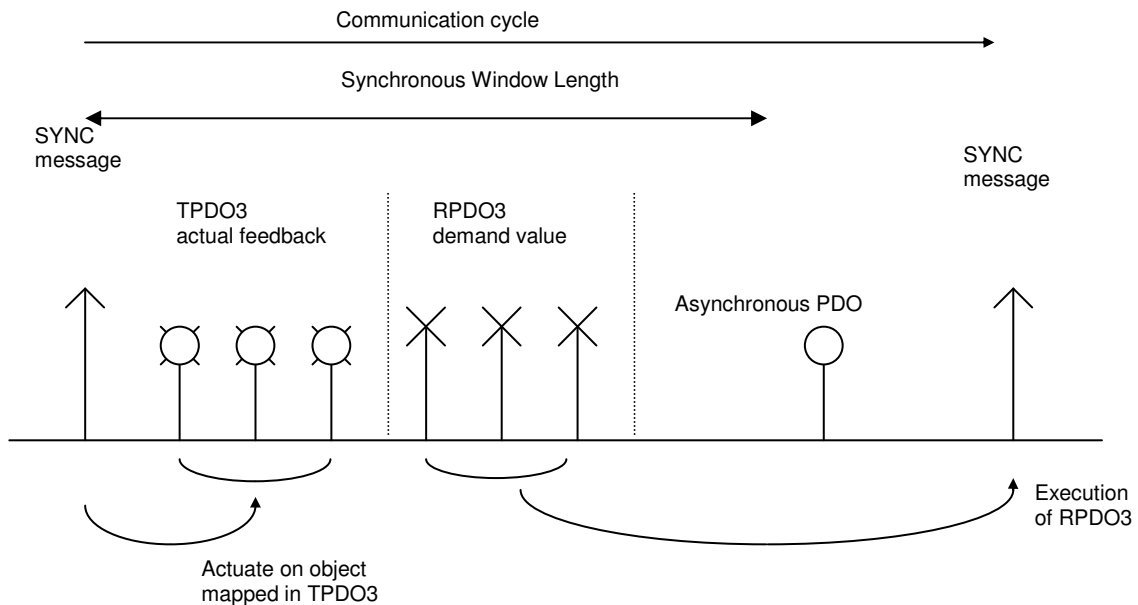 Communication cycle
Synchronous Window Length
SYNC
message
SYNC
message
TPDO3
actual feedback
RPDO3
demand value
Asynchronous PDO
Execution
of RPDO3
Actuate on object
mapped in TPDO3